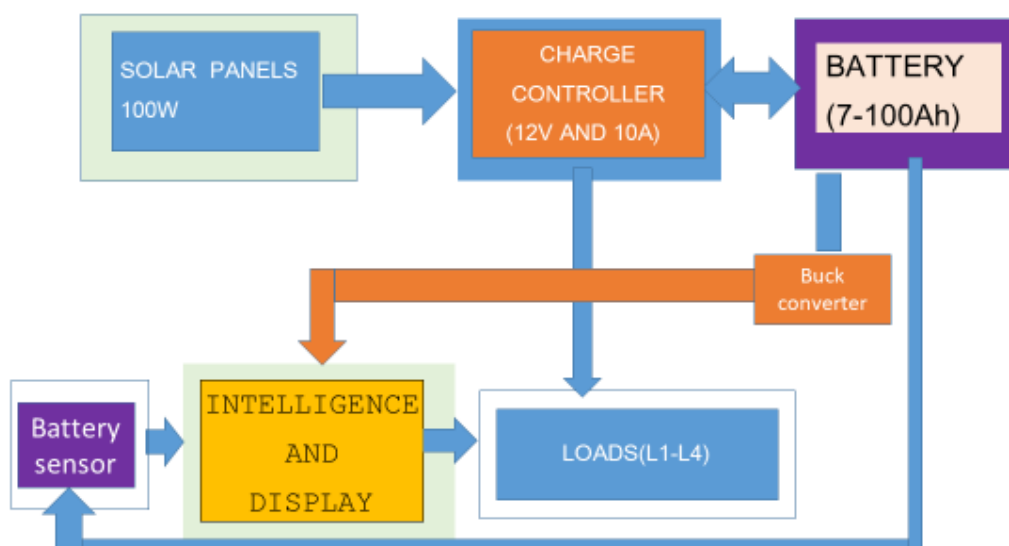 SOLAR PANELS
100W
CHARGE
CONTROLLER
(12V AND 10A)
BATTERY
(7-100Ah)
Buck
converter
Battery
sensor
INTELLIGENCE
AND
DISPLAY
LOADS(L1-L4)